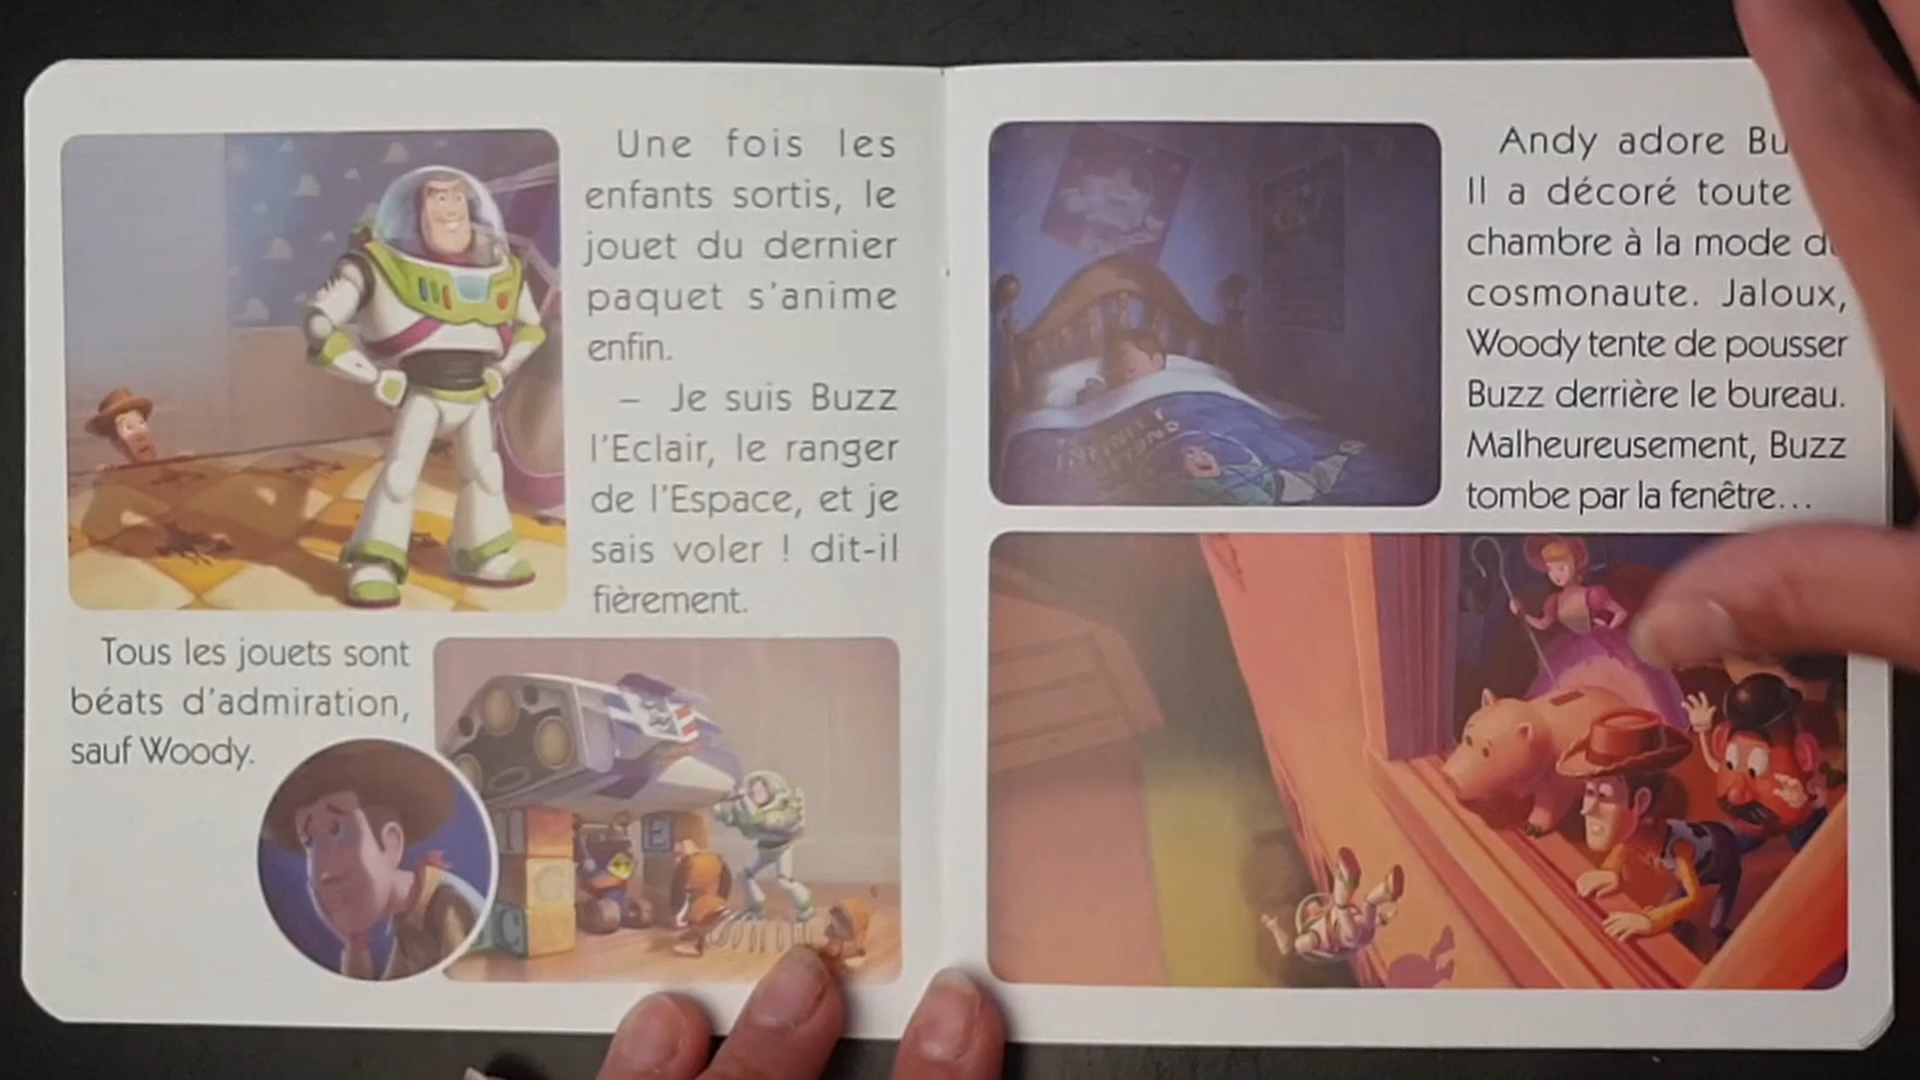 Une fois les
enfants sortis, le
jouet du dernier
paquet s'anime
enfin.
– Je suis Buzz
l'Eclair, le ranger
de l'Espace, et je
sais voler ! dit-il
fièrement.
Tous les jouets sont
béats d'admiration,
sauf Woody.
Andy adore
Il a décoré toute
chambre à la mode
cosmonaute. Jaloux,
Woody tente de pousser
Buzz derrière le bureau.
Malheureusement, Buzz
tombe par la fenêtre...